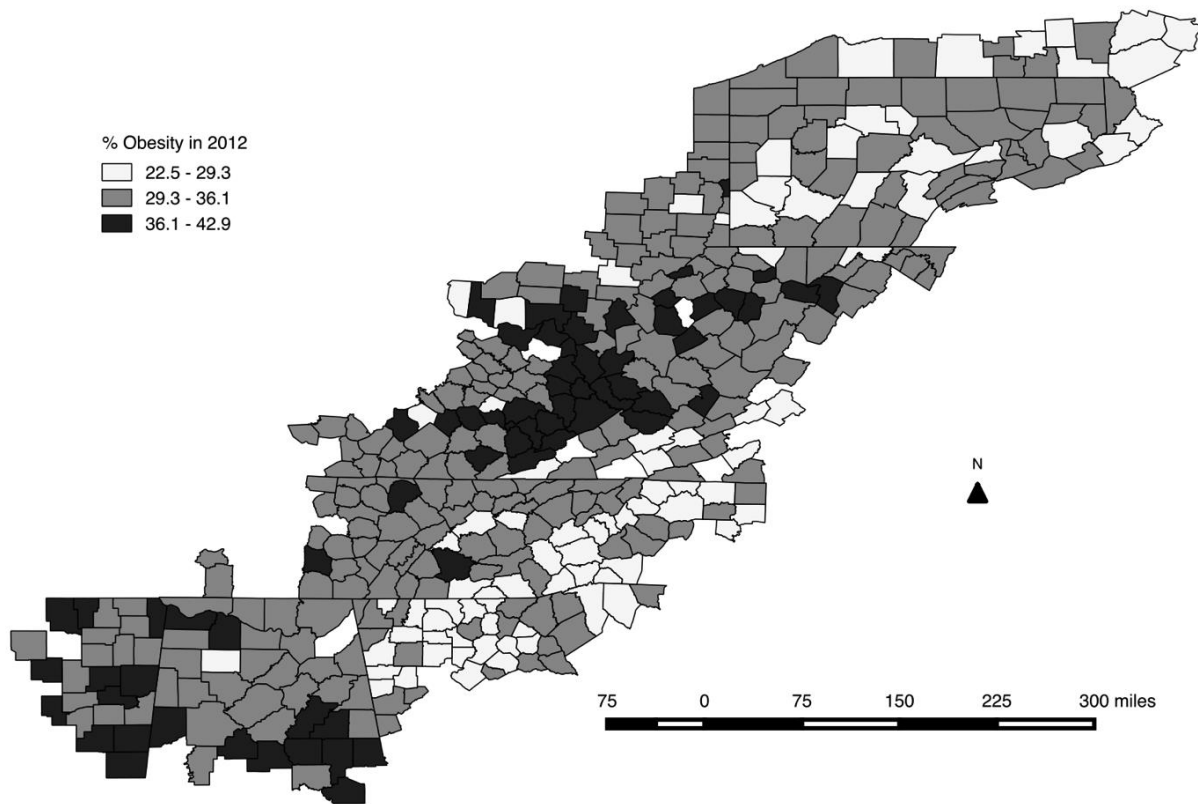 % Obesity in 2012
22.5 - 29.3
29.3 - 36.1
36.1 - 42.9
N
75 0 75 150 225 300 miles